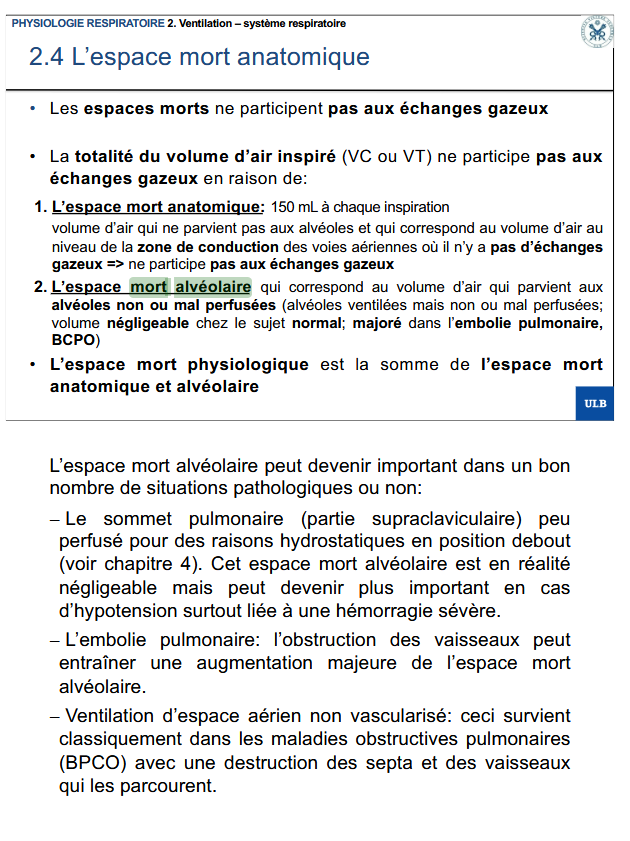 PHYSIOLOGIE RESPIRATOIRE 2. Ventilation – système respiratoire
2.4 L’espace mort anatomique
• Les espaces morts ne participent pas aux échanges gazeux
• La totalité du volume d’air inspiré (VC ou VT) ne participe pas aux
échanges gazeux en raison de:
1. L’espace mort anatomique: 150 mL à chaque inspiration
volume d’air qui ne parvient pas aux alvéoles et qui correspond au volume d’air au
niveau de la zone de conduction des voies aériennes où il n’y a pas d’échanges
gazeux => ne participe pas aux échanges gazeux
2. L’espace mort alvéolaire qui correspond au volume d’air qui parvient aux
alvéoles non ou mal perfusées (alvéoles ventilées mais non ou mal perfusées;
volume négligeable chez le sujet normal; majoré dans l’embolie pulmonaire,
BCPO)
• L’espace mort physiologique est la somme de l’espace mort
anatomique et alvéolaire
ULB
L’espace mort alvéolaire peut devenir important dans un bon
nombre de situations pathologiques ou non:
– Le sommet pulmonaire (partie supraclaviculaire) peu
perfusé pour des raisons hydrostatiques en position debout
(voir chapitre 4). Cet espace mort alvéolaire est en réalité
négligeable mais peut devenir plus important en cas
d’hypotension surtout liée à une hémorragie sévère.
– L’embolie pulmonaire: l’obstruction des vaisseaux peut
entraîner une augmentation majeure de l’espace mort
alvéolaire.
– Ventilation d’espace aérien non vascularisé: ceci survient
classiquement dans les maladies obstructives pulmonaires
(BPCO) avec une destruction des septa et des vaisseaux
qui les parcourent.